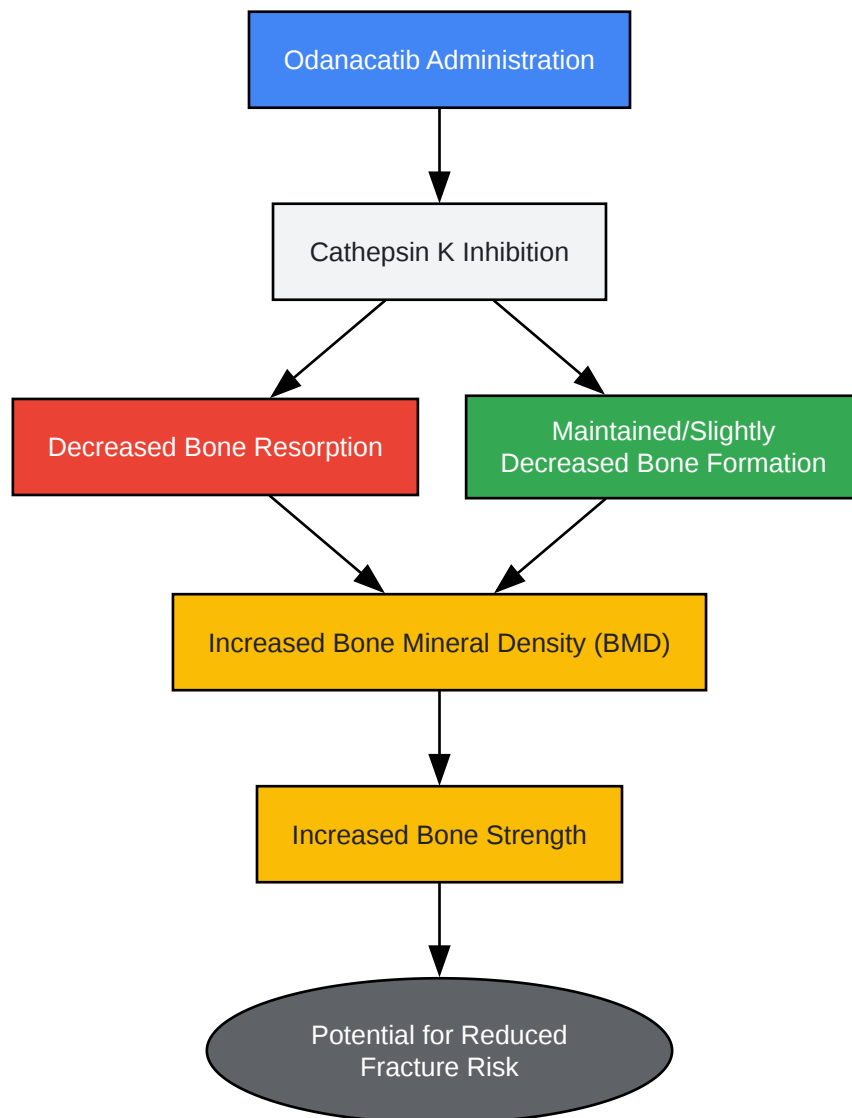 Odanacatib Administration
Cathepsin K Inhibition
Decreased Bone Resorption
Maintained/Slightly
Decreased Bone Formation
Increased Bone Mineral Density (BMD)
Increased Bone Strength
Potential for Reduced
Fracture Risk